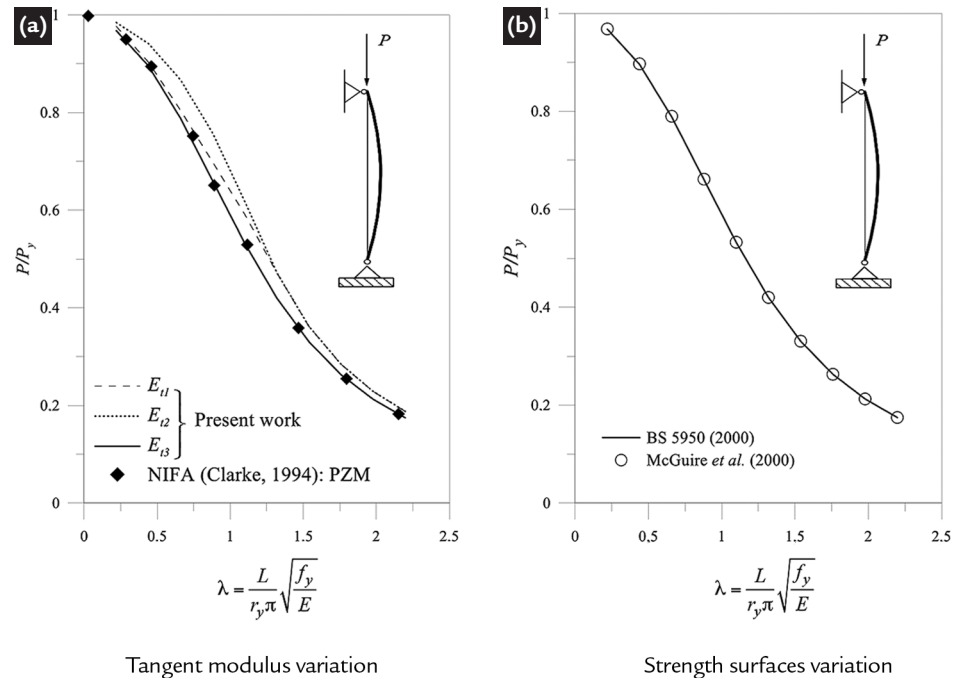 (a)
1
0.8
0.6
0.4
0.2
0
P/P_y
P
E_t1
E_t2
E_t3
Present work
NIFA (Clarke, 1994): PZM
0 0.5 1 1.5 2 2.5
λ = L / r_y π √ f_y / E
Tangent modulus variation
(b)
1
0.8
0.6
0.4
0.2
0
P/P_y
P
BS 5950 (2000)
McGuire et al. (2000)
0 0.5 1 1.5 2 2.5
λ = L / r_y π √ f_y / E
Strength surfaces variation